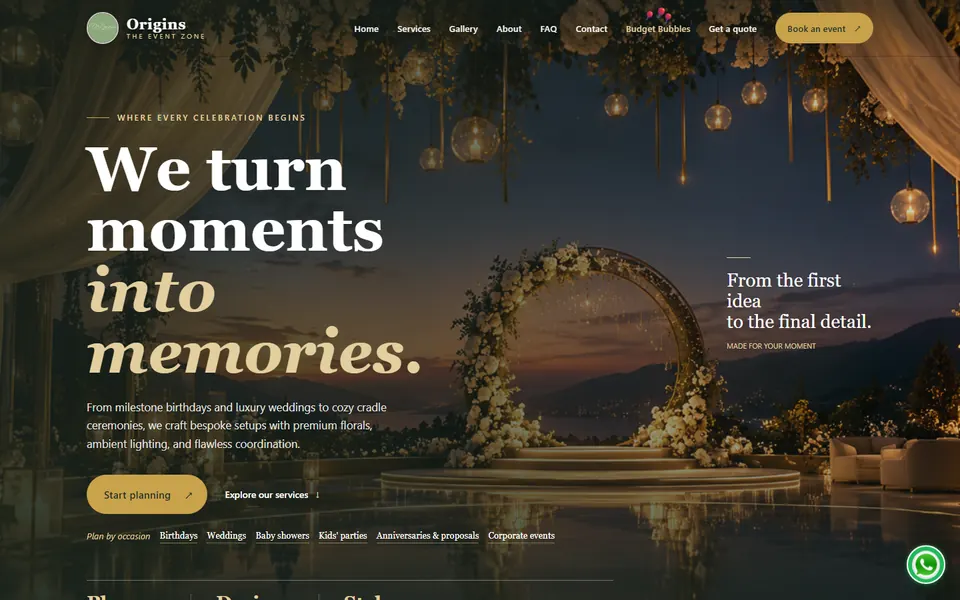 Origins
THE EVENT ZONE
Home Services Gallery About FAQ Contact Budget Bubbles Get a quote Book an event ↗
WHERE EVERY CELEBRATION BEGINS
We turn
moments
into
memories.
From milestone birthdays and luxury weddings to cozy cradle
ceremonies, we craft bespoke setups with premium florals,
ambient lighting, and flawless coordination.
Start planning ↗ Explore our services ↓
Plan by occasion Birthdays Weddings Baby showers Kids' parties Anniversaries & proposals Corporate events
From the first
idea
to the final detail.
MADE FOR YOUR MOMENT